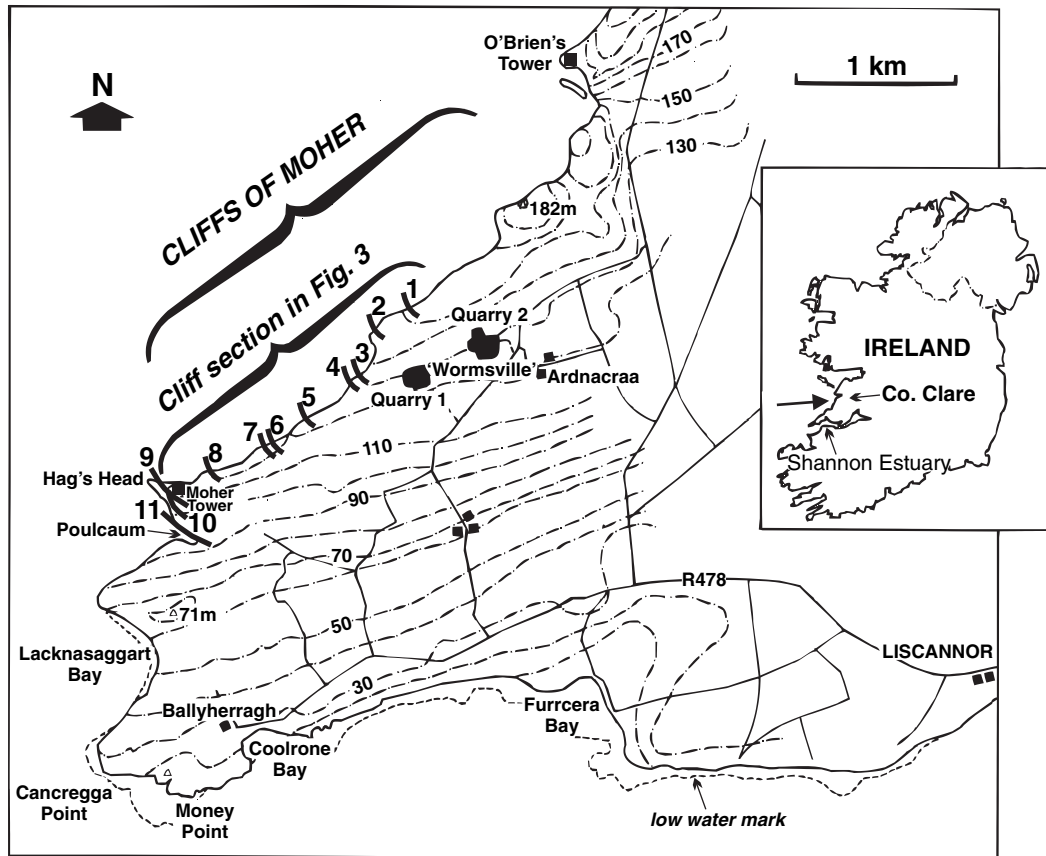 O'Brien's
Tower
170
1 km
N
150
130
CLIFFS OF MOHER
182m
Cliff section in Fig. 3
1
2
Quarry 2
3
4
'Wormsville'
Ardnacraa
Quarry 1
5
6
7
110
8
9
Hag's Head
Moher
Tower
90
11
10
Poulcaum
70
R478
71m
50
Lacknasaggart
Bay
LISCANNOR
30
Ballyherragh
Furrcera
Bay
Coolrone
Bay
Cancregga
Point
Money
Point
low water mark
IRELAND
Co. Clare
Shannon Estuary